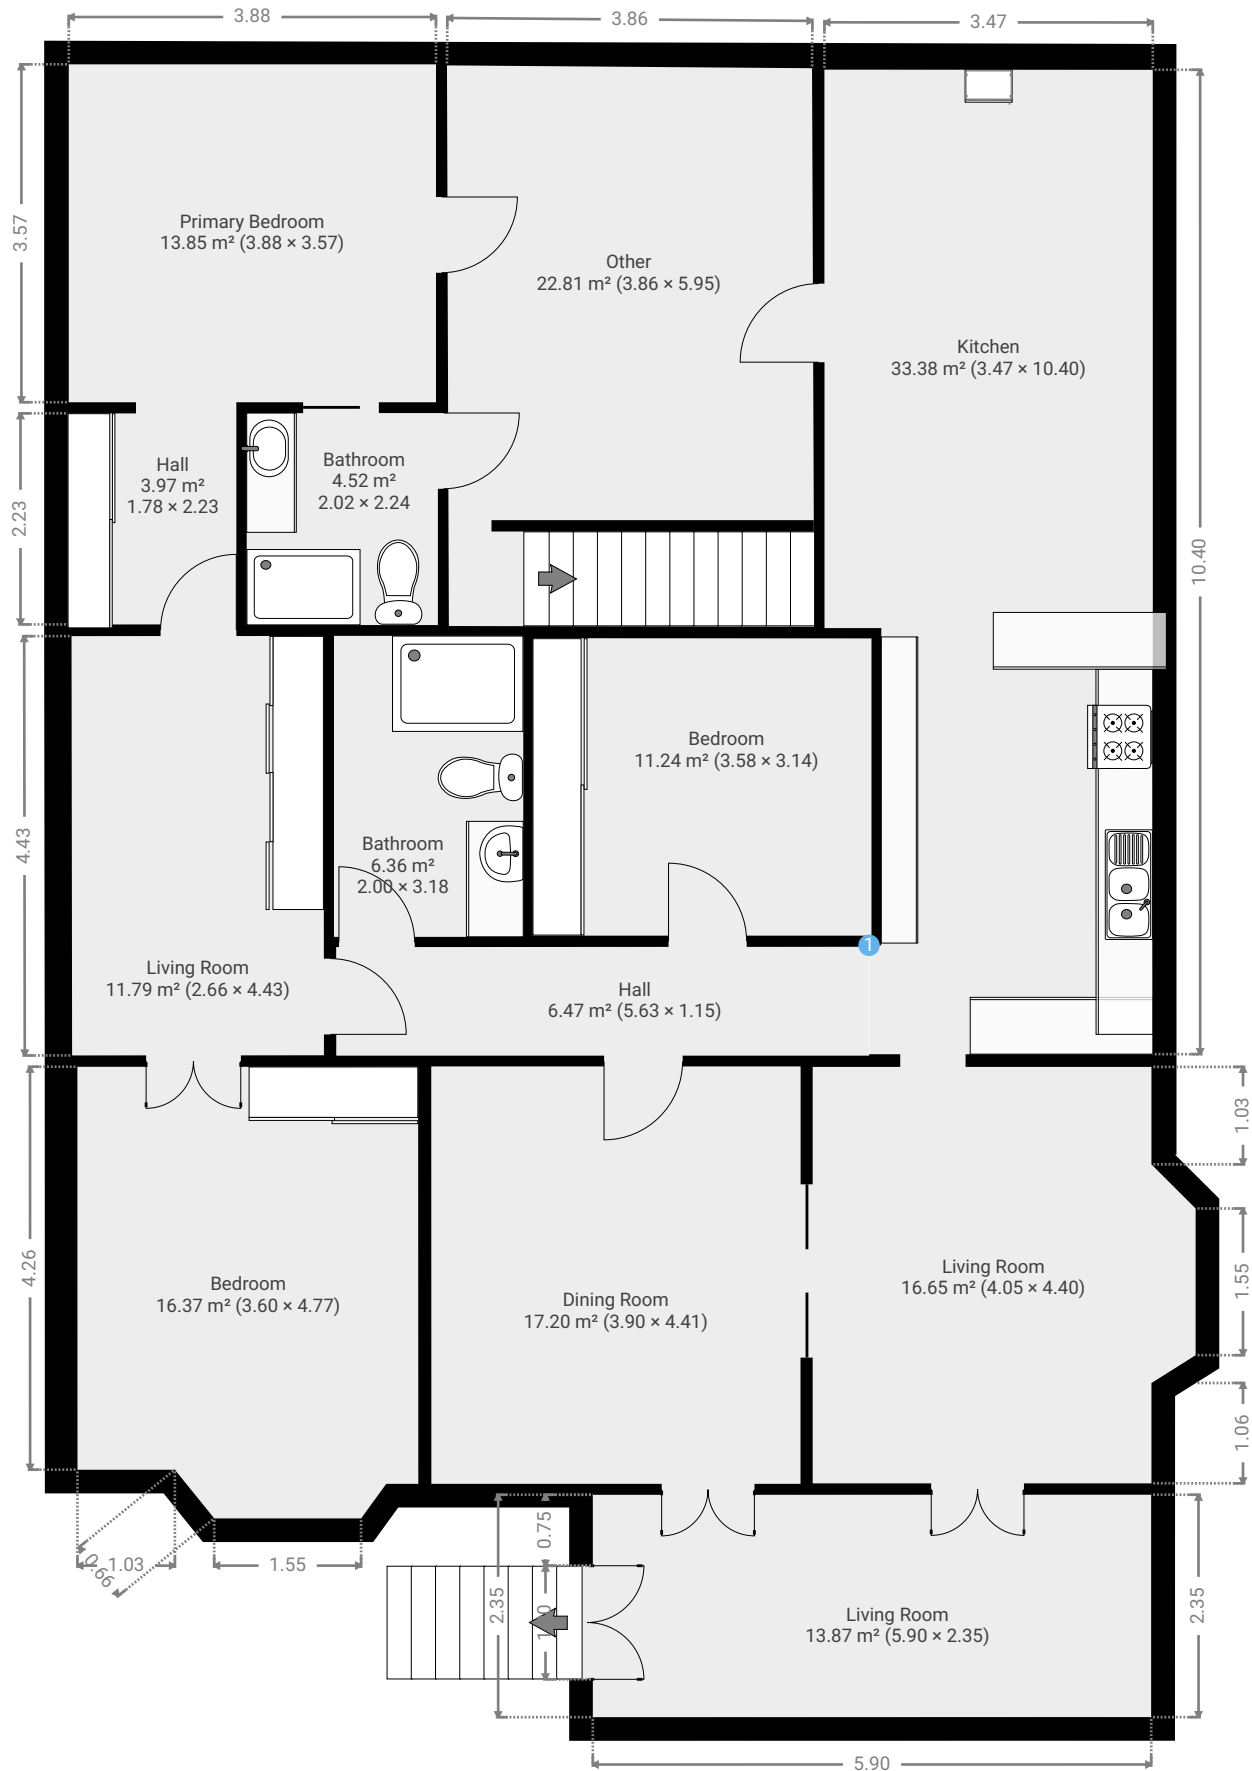 3.88
3.86
3.47
3.57
Primary Bedroom
13.85 m² (3.88 × 3.57)
Other
22.81 m² (3.86 × 5.95)
Kitchen
33.38 m² (3.47 × 10.40)
2.23
Hall
3.97 m²
1.78 × 2.23
Bathroom
4.52 m²
2.02 × 2.24
10.40
Bedroom
11.24 m² (3.58 × 3.14)
4.43
Bathroom
6.36 m²
2.00 × 3.18
1
Living Room
11.79 m² (2.66 × 4.43)
Hall
6.47 m² (5.63 × 1.15)
1.03
4.26
Bedroom
16.37 m² (3.60 × 4.77)
Dining Room
17.20 m² (3.90 × 4.41)
Living Room
16.65 m² (4.05 × 4.40)
1.55
1.06
0.66
1.03
1.55
0.75
2.35
Living Room
13.87 m² (5.90 × 2.35)
2.35
5.90